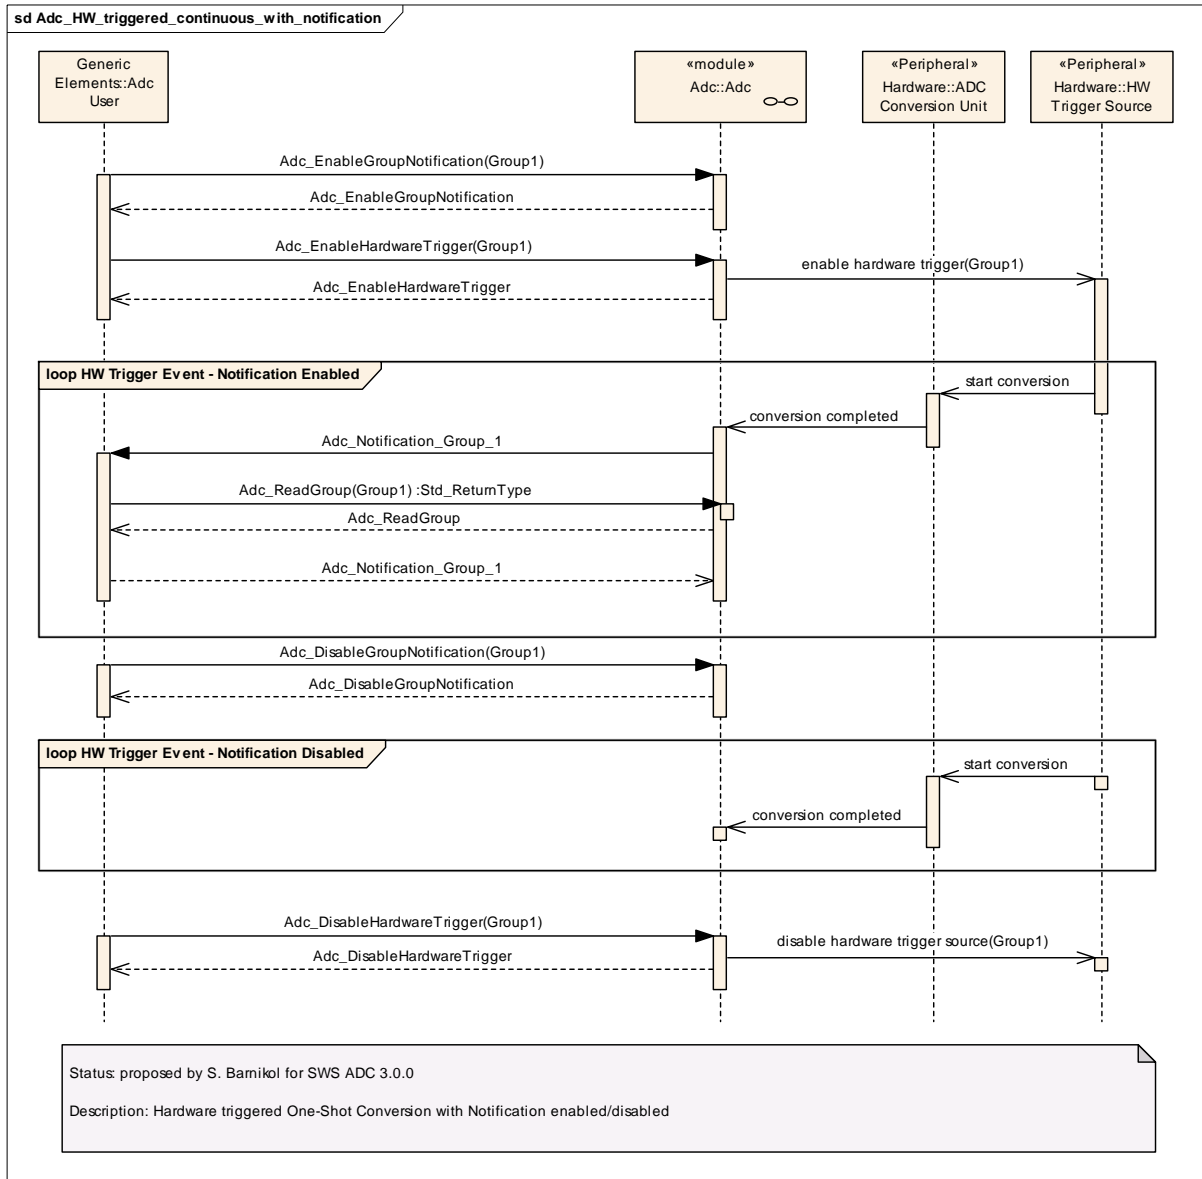 sd Adc_HW_triggered_continuous_with_notification
Generic
Elements::Adc
User
«module»
Adc::Adc
«Peripheral»
Hardware::ADC
Conversion Unit
«Peripheral»
Hardware::HW
Trigger Source
Adc_EnableGroupNotification(Group1)
Adc_EnableGroupNotification
Adc_EnableHardwareTrigger(Group1)
enable hardware trigger(Group1)
Adc_EnableHardwareTrigger
loop HW Trigger Event - Notification Enabled
start conversion
conversion completed
Adc_Notification_Group_1
Adc_ReadGroup(Group1) :Std_ReturnType
Adc_ReadGroup
Adc_Notification_Group_1
Adc_DisableGroupNotification(Group1)
Adc_DisableGroupNotification
loop HW Trigger Event - Notification Disabled
start conversion
conversion completed
Adc_DisableHardwareTrigger(Group1)
disable hardware trigger source(Group1)
Adc_DisableHardwareTrigger
Status: proposed by S. Barnikol for SWS ADC 3.0.0
Description: Hardware triggered One-Shot Conversion with Notification enabled/disabled